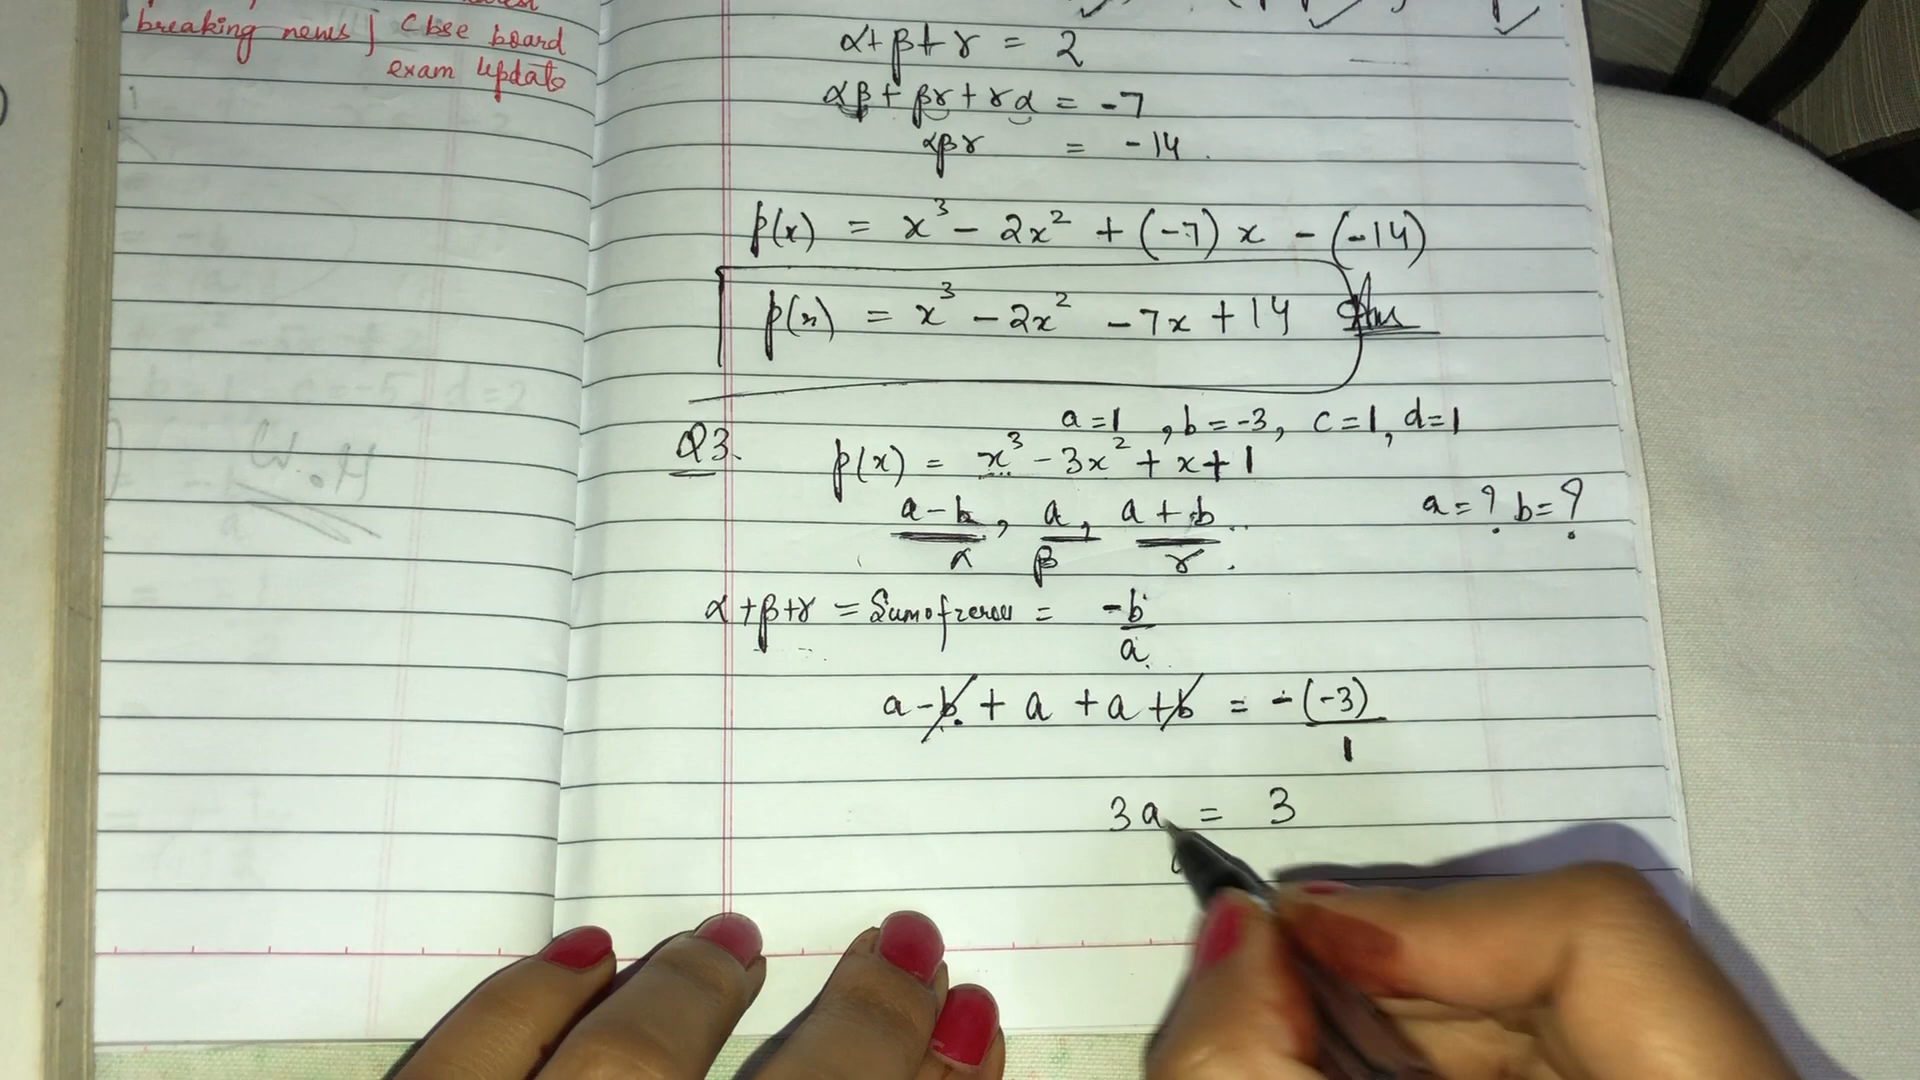 breaking news ] Cbse board
exam update
α+β+γ = 2
αβ+βγ+γα = -7
αβγ = -14.
p(x) = x³ - 2x² + (-7) x - (-14)
p(x) = x³ - 2x² - 7x + 14 Ans
a=1, b=-3, c=1, d=1
Q3. p(x) = x³ - 3x² + x + 1
a-b, a, a+b a=? b=?
α β γ.
α+β+γ = Sum of zeroes = -b/a
a-b + a + a+b = -(-3)/1
3a = 3
H.W